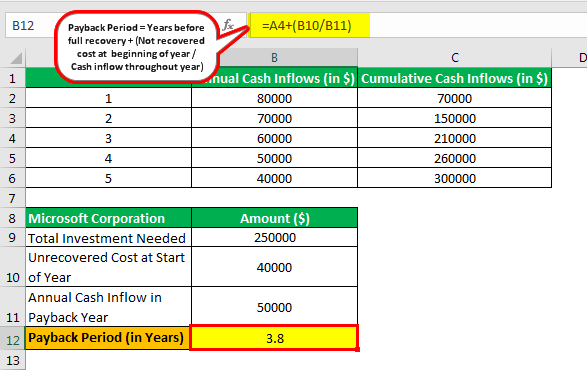 B12
fx
=A4+(B10/B11)
Payback Period = Years before
full recovery + (Not recovered
cost at beginning of year /
Cash inflow throughout year)
B C D
1 nual Cash Inflows (in $) Cumulative Cash Inflows (in $)
2 1 80000 70000
3 2 70000 150000
4 3 60000 210000
5 4 50000 260000
6 5 40000 300000
7
8 Microsoft Corporation Amount ($)
9 Total Investment Needed 250000
Unrecovered Cost at Start
10 of Year 40000
Annual Cash Inflow in
11 Payback Year 50000
12 Payback Period (in Years) 3.8
13